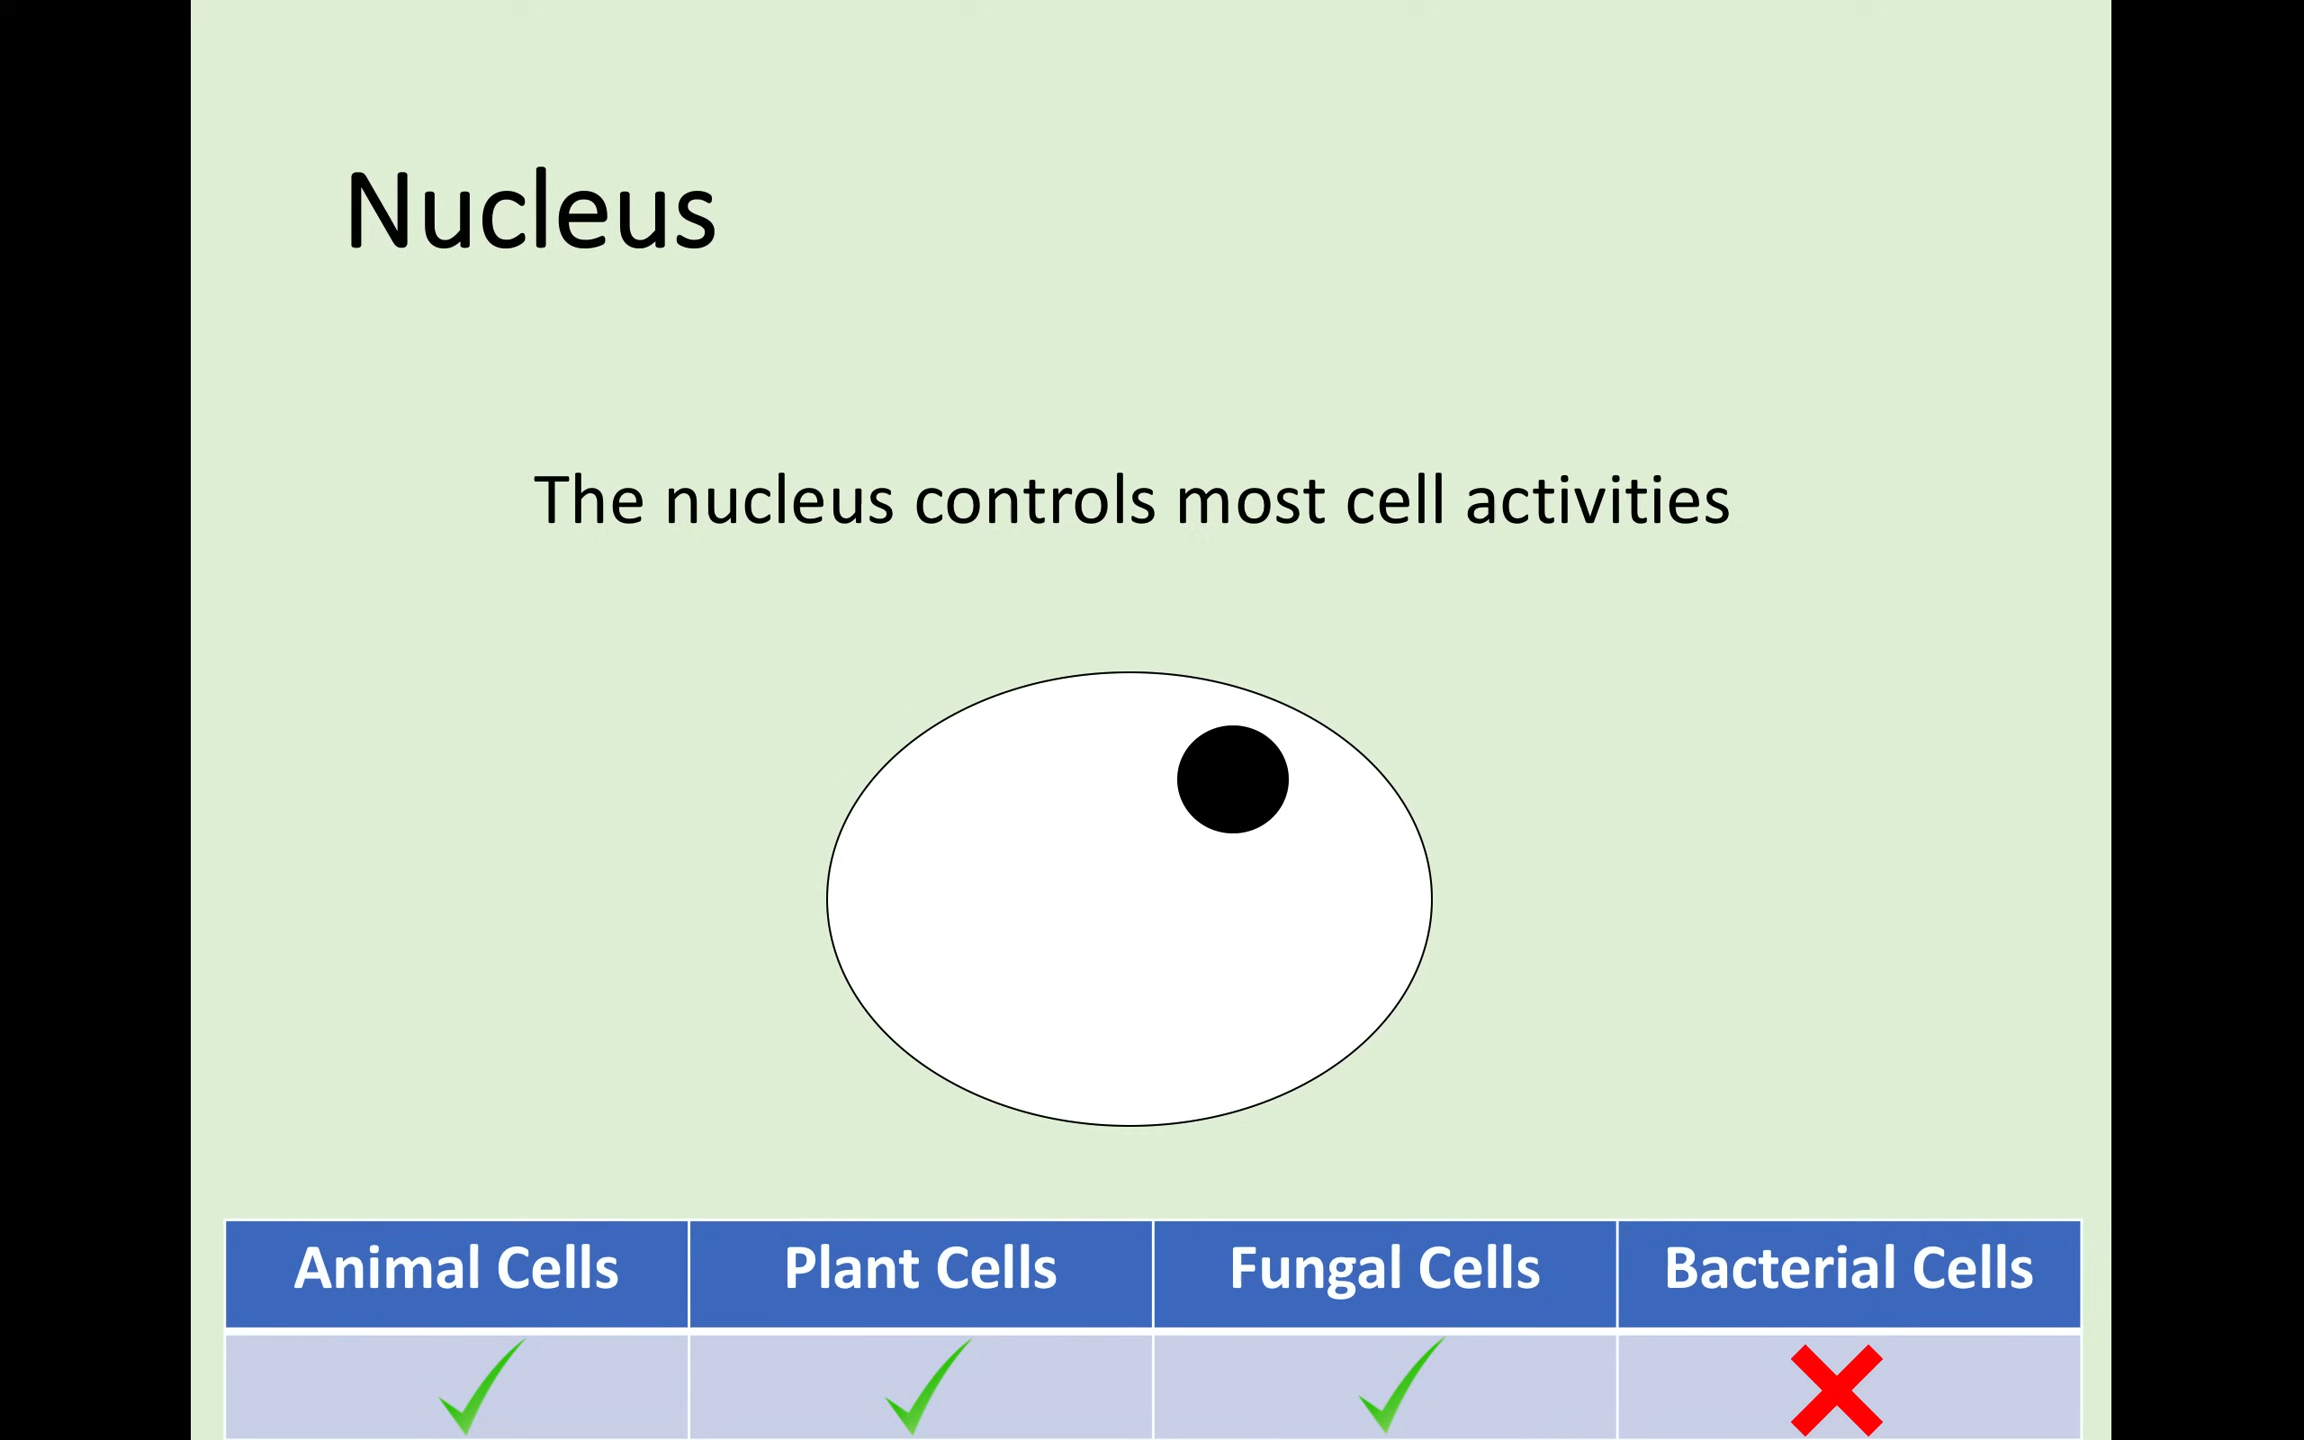 Nucleus
The nucleus controls most cell activities
Animal Cells Plant Cells Fungal Cells Bacterial Cells